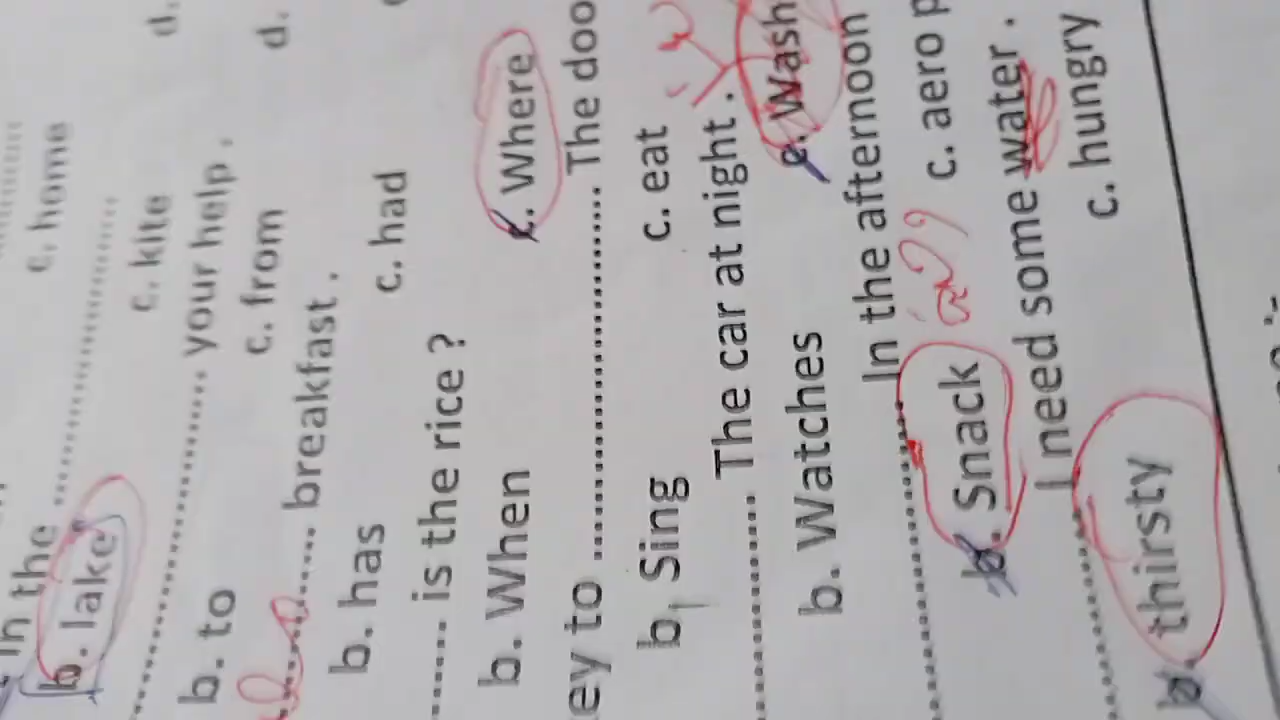 in the ....................
b. lake c. home
....................
c. kite d.
.................... your help .
b. to c. from d.
........ breakfast .
b. has c. had
...... is the rice ?
b. When c. Where
ey to .................... The doo
b. Sing c. eat
............ The car at night .
b. Watches c. Wash
.................... In the afternoon
b. Snack c. aero p
............ I need some water .
b. thirsty c. hungry